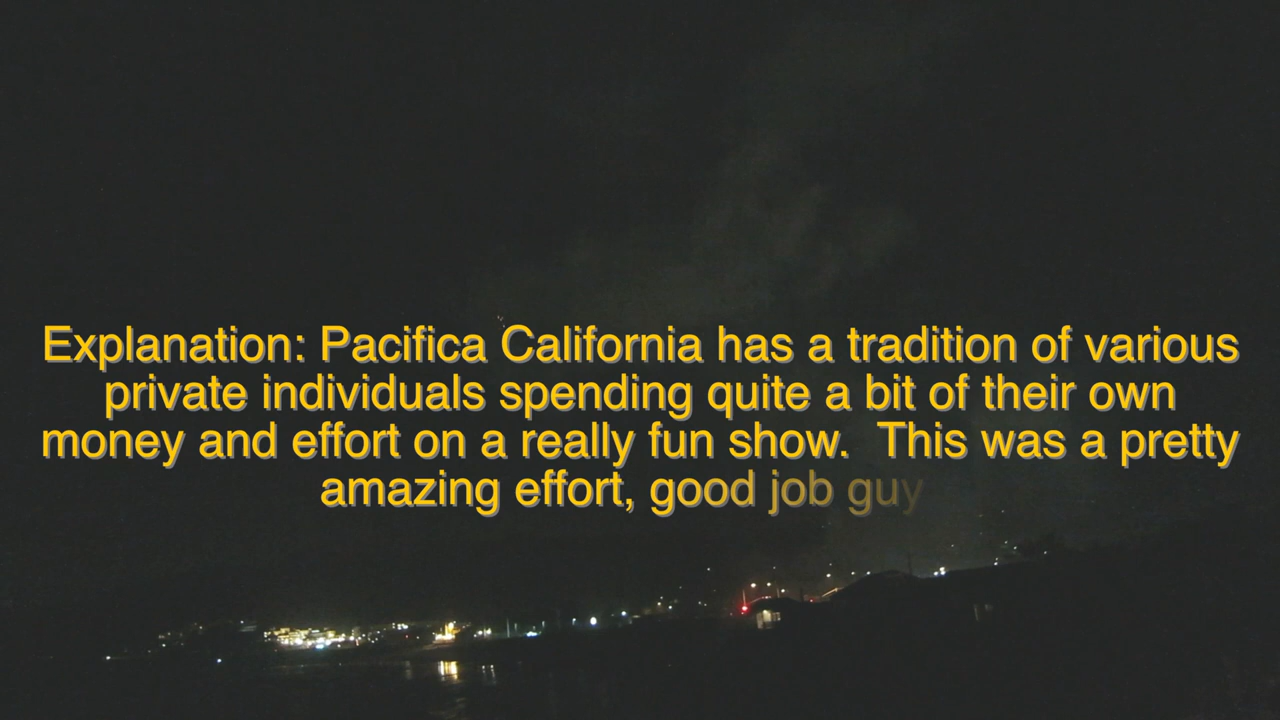 Explanation: Pacifica California has a tradition of various
private individuals spending quite a bit of their own
money and effort on a really fun show.  This was a pretty
amazing effort, good job guy